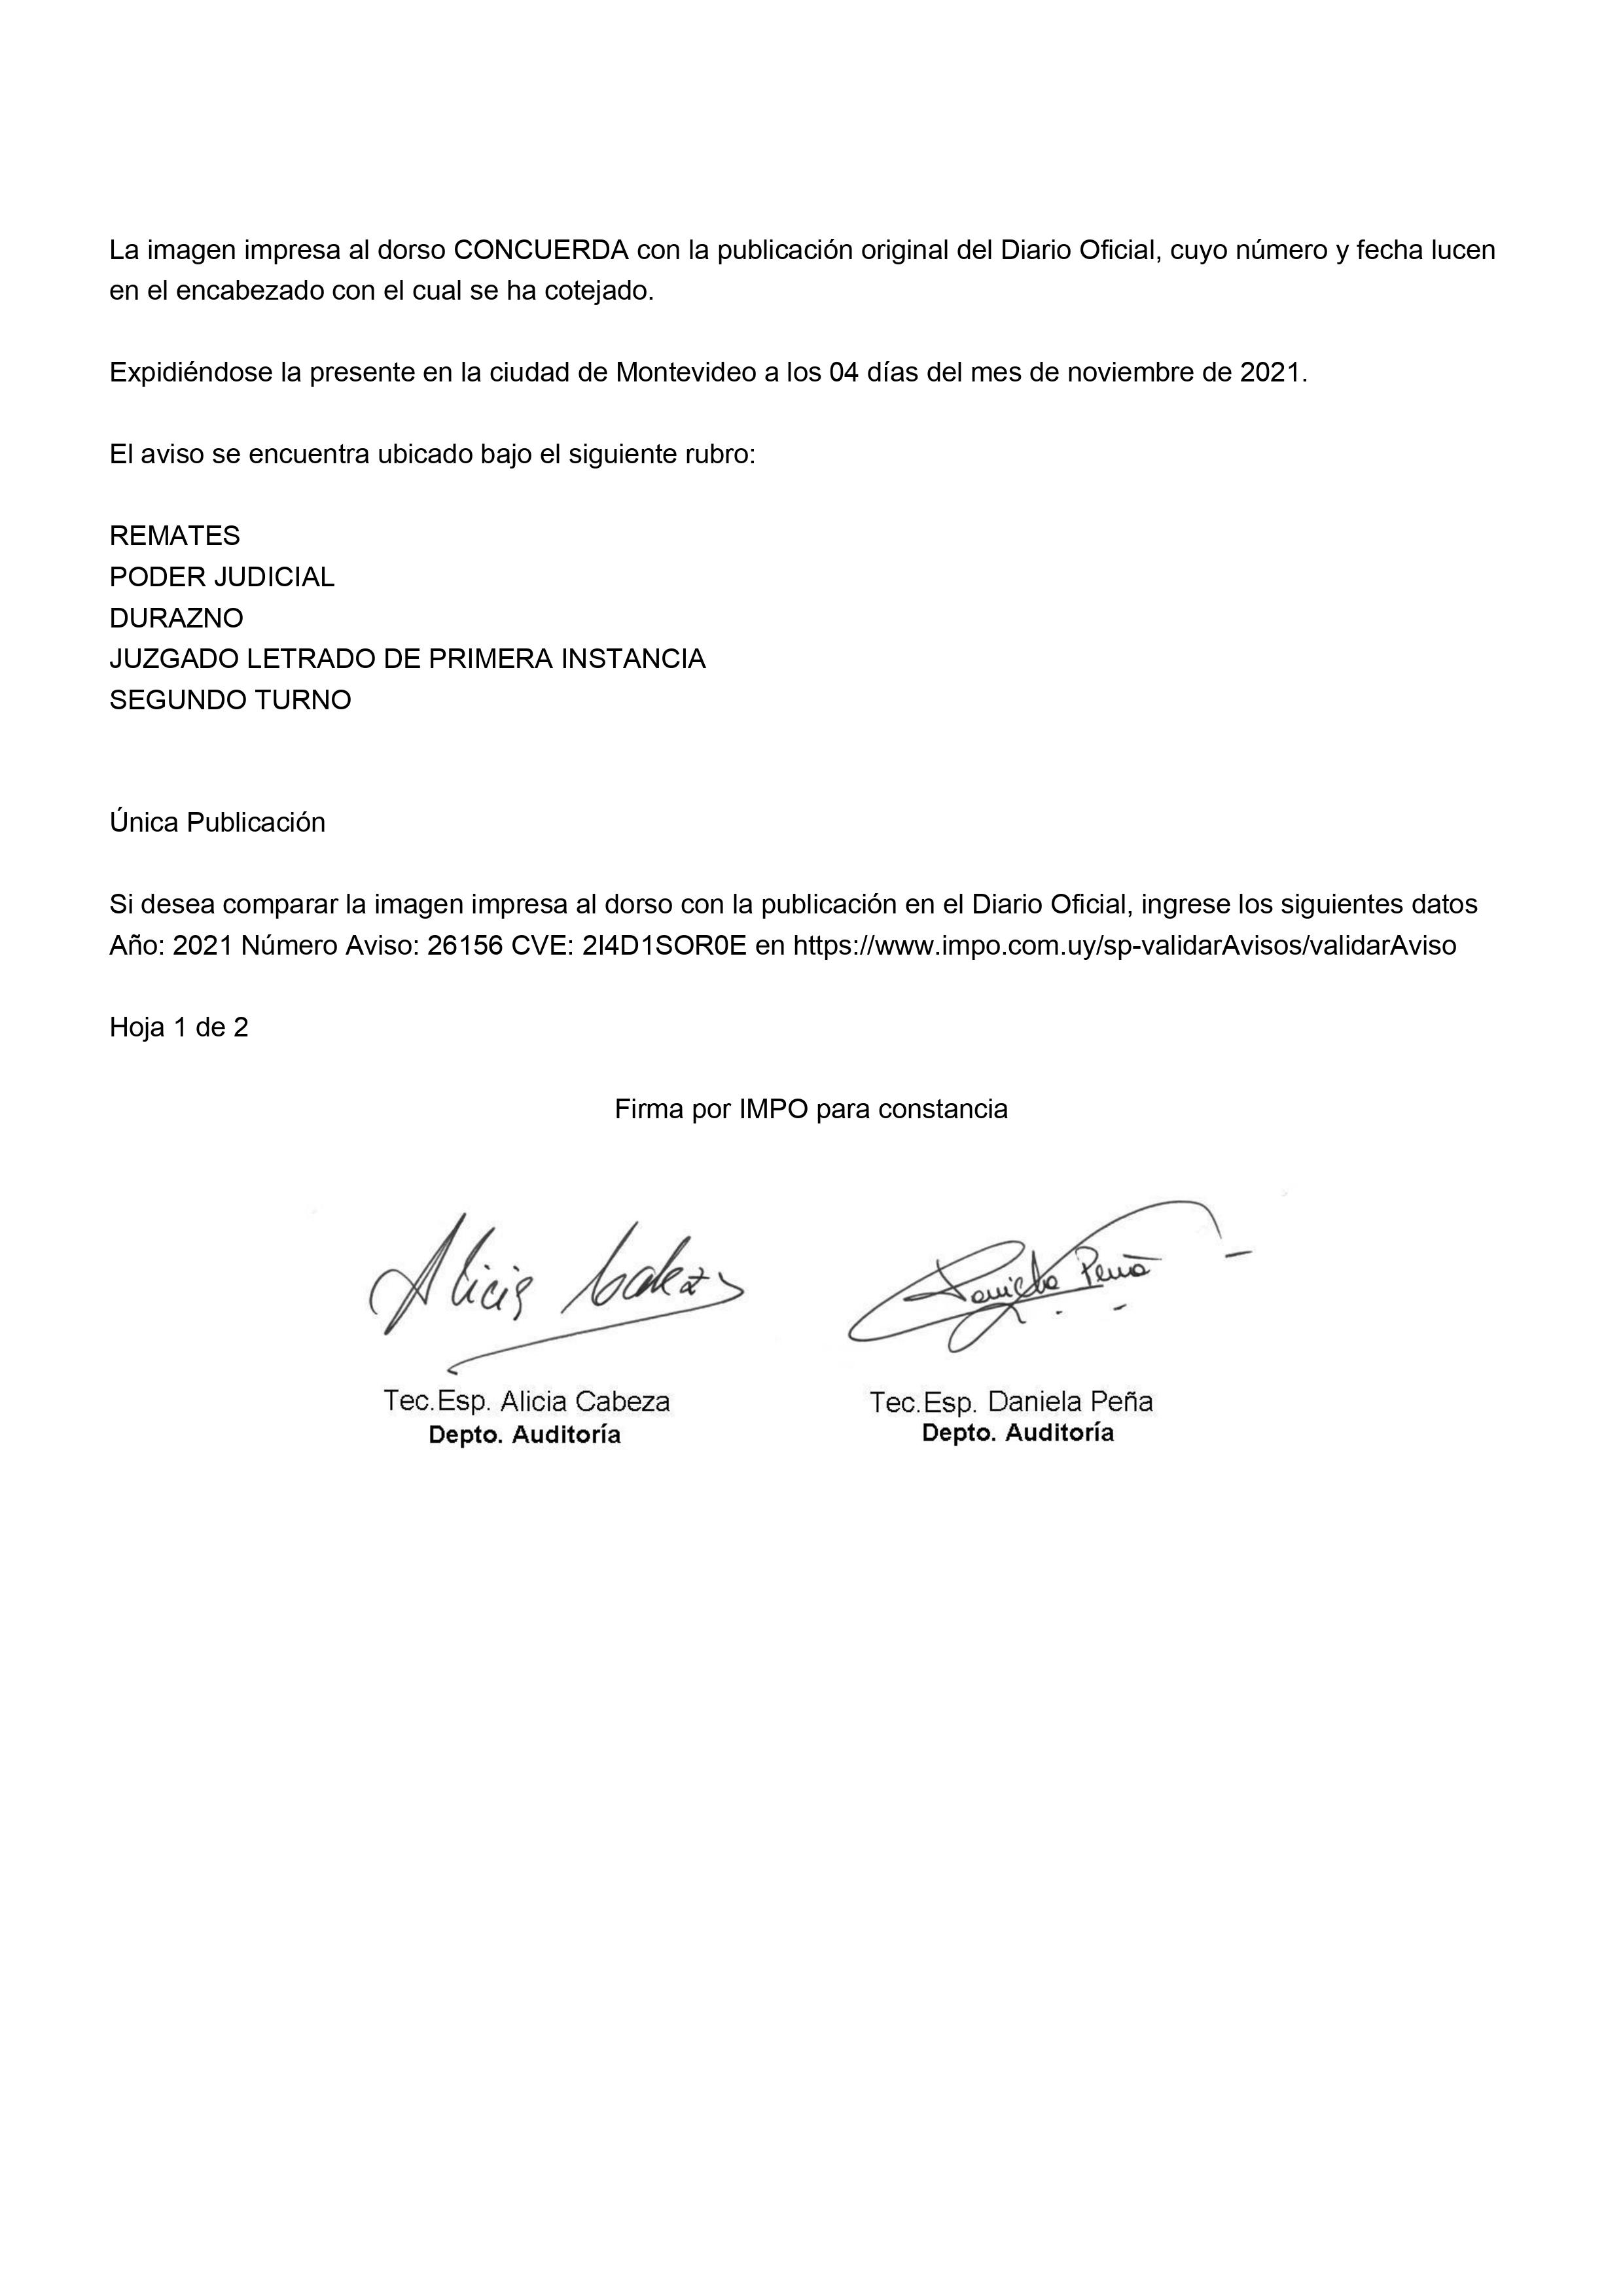 La imagen impresa al dorso CONCUERDA con la publicación original del Diario Oficial, cuyo número y fecha lucen
en el encabezado con el cual se ha cotejado.
Expidiéndose la presente en la ciudad de Montevideo a los 04 días del mes de noviembre de 2021.
El aviso se encuentra ubicado bajo el siguiente rubro:
REMATES
PODER JUDICIAL
DURAZNO
JUZGADO LETRADO DE PRIMERA INSTANCIA
SEGUNDO TURNO
Única Publicación
Si desea comparar la imagen impresa al dorso con la publicación en el Diario Oficial, ingrese los siguientes datos
Año: 2021 Número Aviso: 26156 CVE: 2I4D1SOR0E en https://www.impo.com.uy/sp-validarAvisos/validarAviso
Hoja 1 de 2
Firma por IMPO para constancia
Alicia Cabeza Daniela Peña
Tec.Esp. Alicia Cabeza Tec.Esp. Daniela Peña
Depto. Auditoría Depto. Auditoría